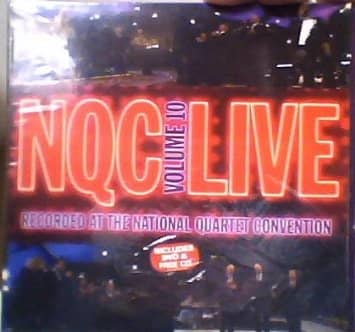 NQC VOLUME 10 LIVE
RECORDED AT THE NATIONAL QUARTET CONVENTION
INCLUDES
DVD &
FREE CD